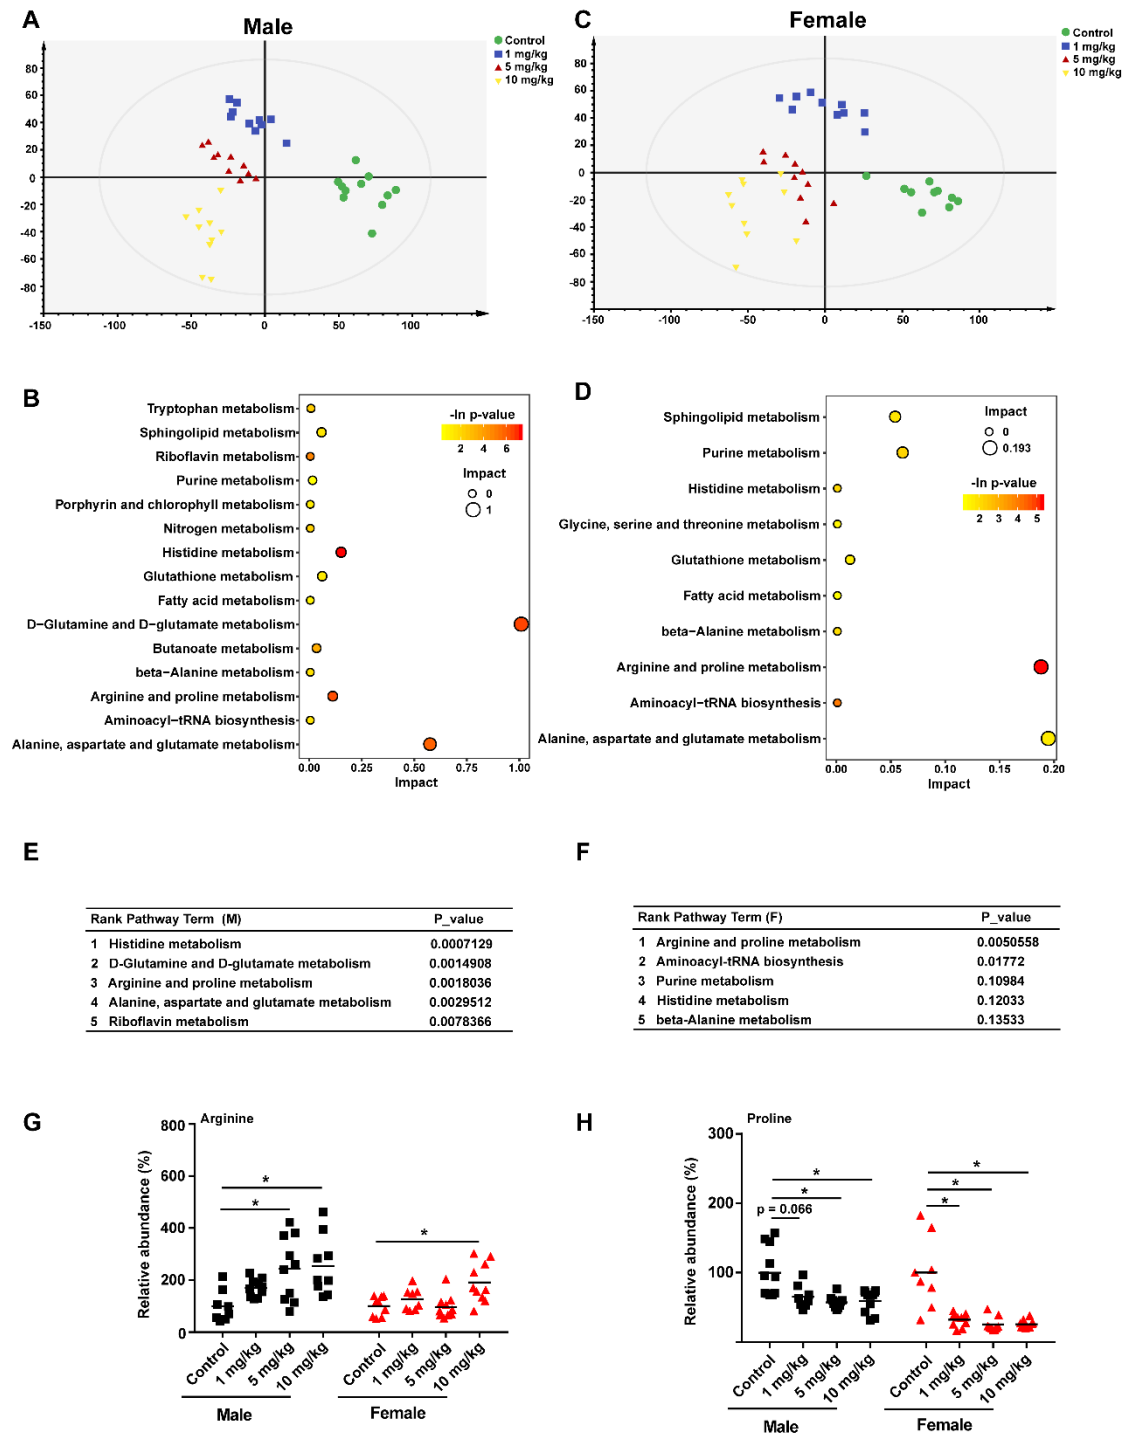 A
Male
Control
1 mg/kg
5 mg/kg
10 mg/kg
80
60
40
20
0
-20
-40
-60
-80
-150
-100
-50
0
50
100
C
Female
Control
1 mg/kg
5 mg/kg
10 mg/kg
80
60
40
20
0
-20
-40
-60
-80
-150
-100
-50
0
50
100
150
B
Tryptophan metabolism
Sphingolipid metabolism
Riboflavin metabolism
Purine metabolism
Porphyrin and chlorophyll metabolism
Nitrogen metabolism
Histidine metabolism
Glutathione metabolism
Fatty acid metabolism
D−Glutamine and D−glutamate metabolism
Butanoate metabolism
beta−Alanine metabolism
Arginine and proline metabolism
Aminoacyl−tRNA biosynthesis
Alanine, aspartate and glutamate metabolism
-ln p-value
2 4 6
Impact
0
1
0.00 0.25 0.50 0.75 1.00
Impact
D
Sphingolipid metabolism
Purine metabolism
Histidine metabolism
Glycine, serine and threonine metabolism
Glutathione metabolism
Fatty acid metabolism
beta-Alanine metabolism
Arginine and proline metabolism
Aminoacyl−tRNA biosynthesis
Alanine, aspartate and glutamate metabolism
Impact
0
0.193
-ln p-value
2 3 4 5
0.00 0.05 0.10 0.15 0.20
Impact
E
Rank Pathway Term (M) P_value
1 Histidine metabolism 0.0007129
2 D-Glutamine and D-glutamate metabolism 0.0014908
3 Arginine and proline metabolism 0.0018036
4 Alanine, aspartate and glutamate metabolism 0.0029512
5 Riboflavin metabolism 0.0078366
F
Rank Pathway Term (F) P_value
1 Arginine and proline metabolism 0.0050558
2 Aminoacyl-tRNA biosynthesis 0.01772
3 Purine metabolism 0.10984
4 Histidine metabolism 0.12033
5 beta-Alanine metabolism 0.13533
G
Arginine
Relative abundance (%)
800
600
400
200
0
*
*
*
Control
1 mg/kg
5 mg/kg
10 mg/kg
Control
1 mg/kg
5 mg/kg
10 mg/kg
Male
Female
H
Proline
Relative abundance (%)
300
200
100
*
*
p = 0.066
*
*
*
Control
1 mg/kg
5 mg/kg
10 mg/kg
Control
1 mg/kg
5 mg/kg
10 mg/kg
Male
Female